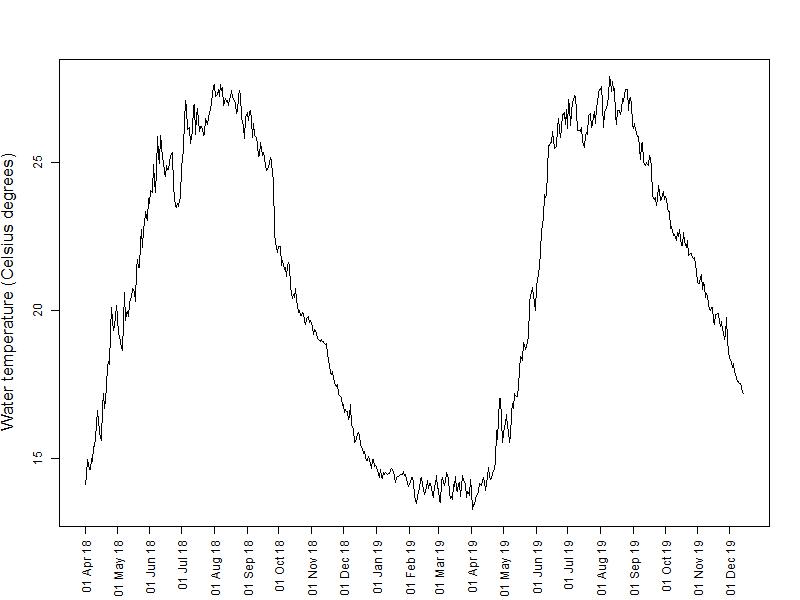 Water temperature (Celsius degrees)
25
20
15
01 Apr 18
01 May 18
01 Jun 18
01 Jul 18
01 Aug 18
01 Sep 18
01 Oct 18
01 Nov 18
01 Dec 18
01 Jan 19
01 Feb 19
01 Mar 19
01 Apr 19
01 May 19
01 Jun 19
01 Jul 19
01 Aug 19
01 Sep 19
01 Oct 19
01 Nov 19
01 Dec 19